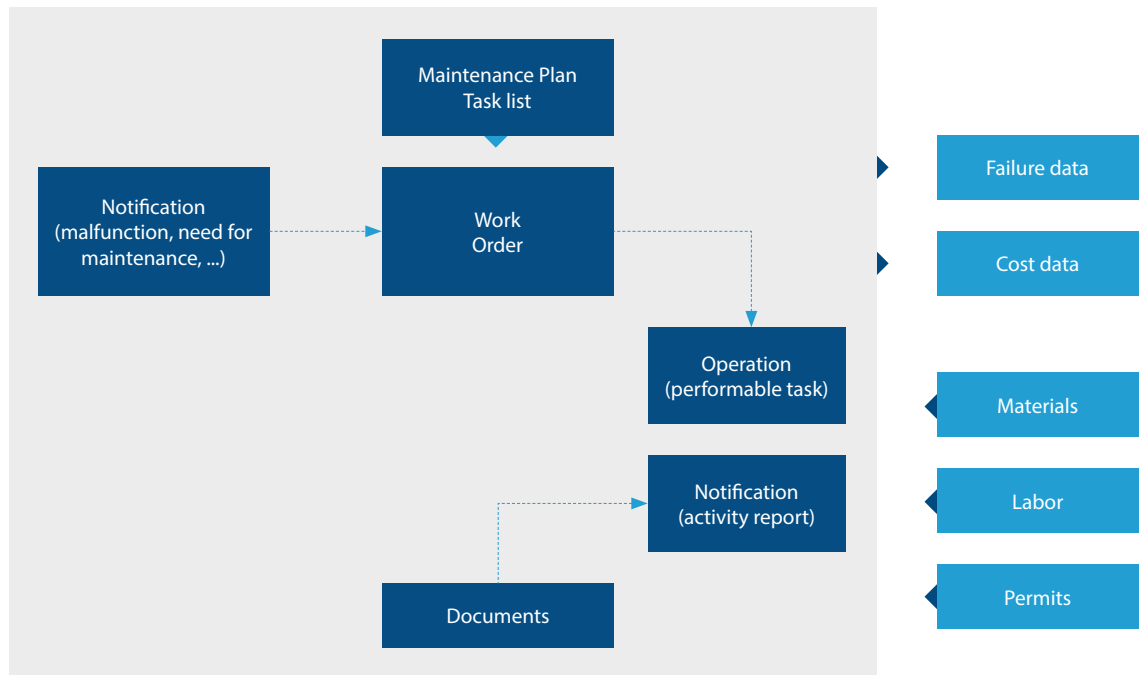 Maintenance Plan
Task list
Notification
(malfunction, need for
maintenance, ...)
Work
Order
Operation
(performable task)
Notification
(activity report)
Documents
Failure data
Cost data
Materials
Labor
Permits